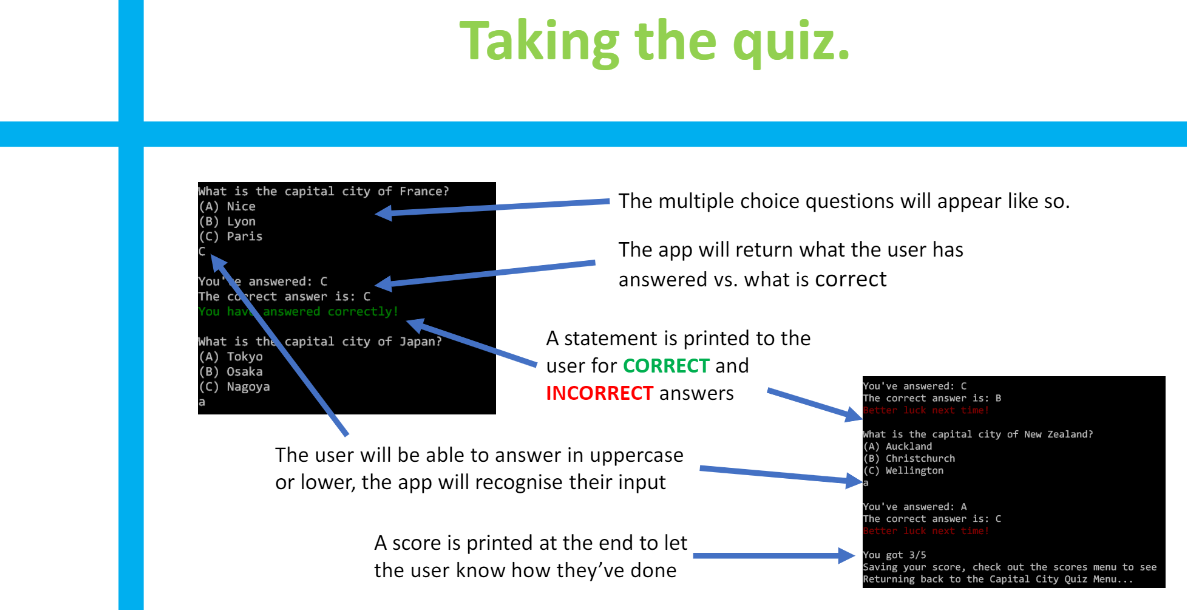 Taking the quiz.
What is the capital city of France?
(A) Nice
(B) Lyon
(C) Paris
C
You've answered: C
The correct answer is: C
You have answered correctly!
What is the capital city of Japan?
(A) Tokyo
(B) Osaka
(C) Nagoya
a
The multiple choice questions will appear like so.
The app will return what the user has
answered vs. what is correct
A statement is printed to the
user for CORRECT and
INCORRECT answers
The user will be able to answer in uppercase
or lower, the app will recognise their input
A score is printed at the end to let
the user know how they've done
You've answered: C
The correct answer is: B
Better luck next time!
What is the capital city of New Zealand?
(A) Auckland
(B) Christchurch
(C) Wellington
a
You've answered: A
The correct answer is: C
Better luck next time!
You got 3/5
Saving your score, check out the scores menu to see
Returning back to the Capital City Quiz Menu...